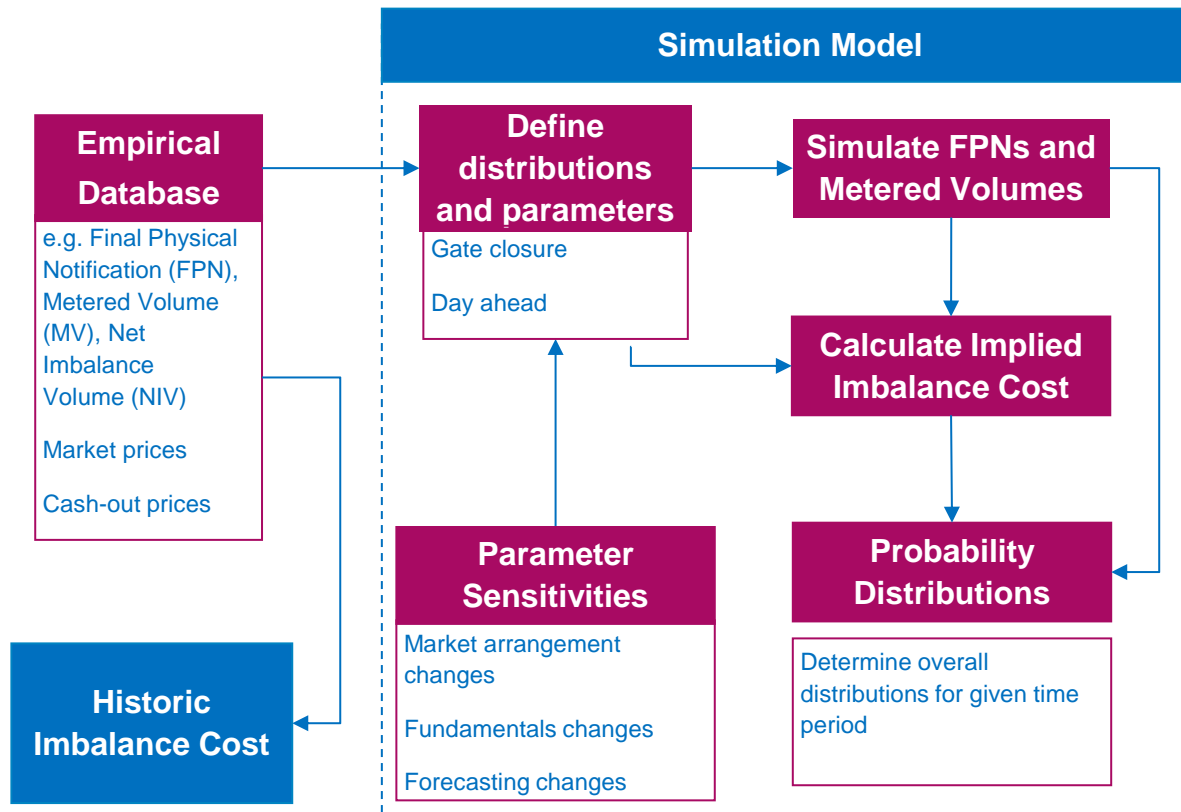 Simulation Model
Empirical
Database
e.g. Final Physical
Notification (FPN),
Metered Volume
(MV), Net
Imbalance
Volume (NIV)
Market prices
Cash-out prices
Historic
Imbalance Cost
Define
distributions
and parameters
Gate closure
Day ahead
Parameter
Sensitivities
Market arrangement
changes
Fundamentals changes
Forecasting changes
Simulate FPNs and
Metered Volumes
Calculate Implied
Imbalance Cost
Probability
Distributions
Determine overall
distributions for given time
period